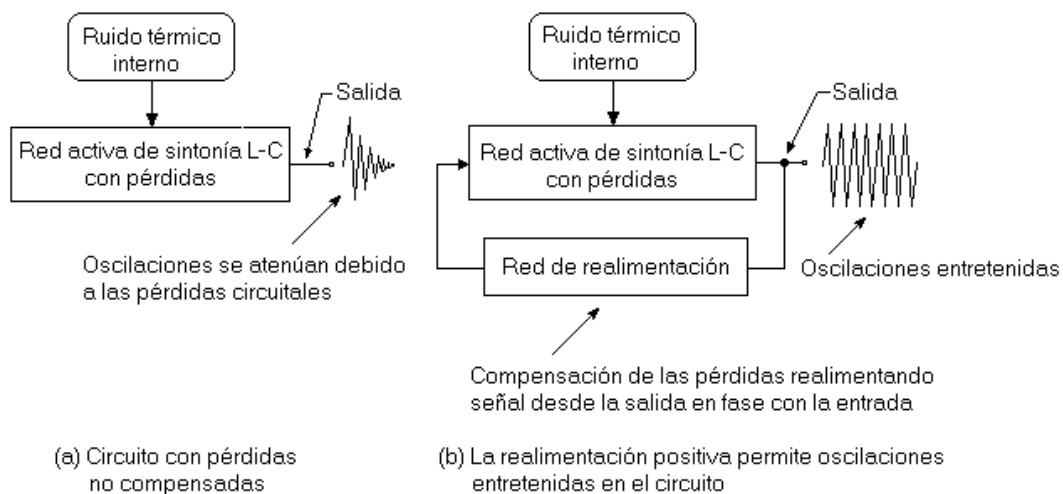 Ruido térmico
interno
Salida
Red activa de sintonía L-C
con pérdidas
Oscilaciones se atenúan debido
a las pérdidas circuitales
(a) Circuito con pérdidas
no compensadas
Ruido térmico
interno
Salida
Red activa de sintonía L-C
con pérdidas
Red de realimentación
Oscilaciones entretenidas
Compensación de las pérdidas realimentando
señal desde la salida en fase con la entrada
(b) La realimentación positiva permite oscilaciones
entretenidas en el circuito